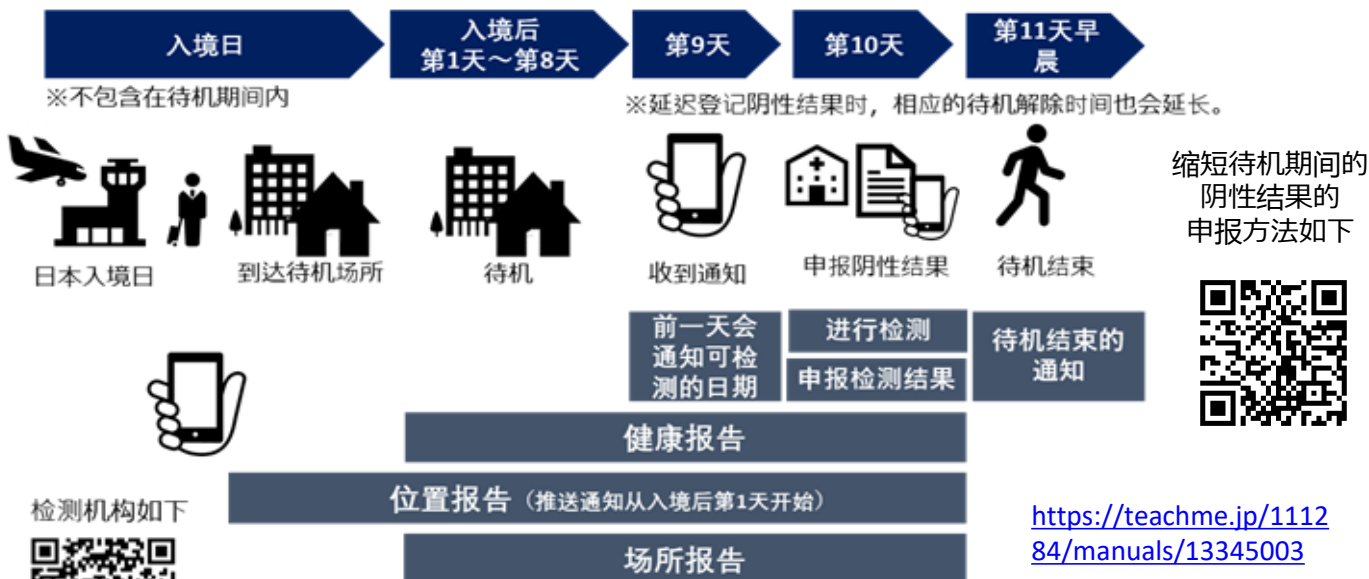 入境日
入境后
第1天～第8天
第9天
第10天
第11天早
晨
※不包含在待机期间内
※延迟登记阴性结果时，相应的待机解除时间也会延长。
日本入境日
到达待机场所
待机
收到通知
申报阴性结果
待机结束
缩短待机期间的
阴性结果的
申报方法如下
前一天会
通知可检
测的日期
进行检测
申报检测结果
待机结束的
通知
健康报告
位置报告（推送通知从入境后第1天开始）
场所报告
检测机构如下
https://teachme.jp/1112
84/manuals/13345003